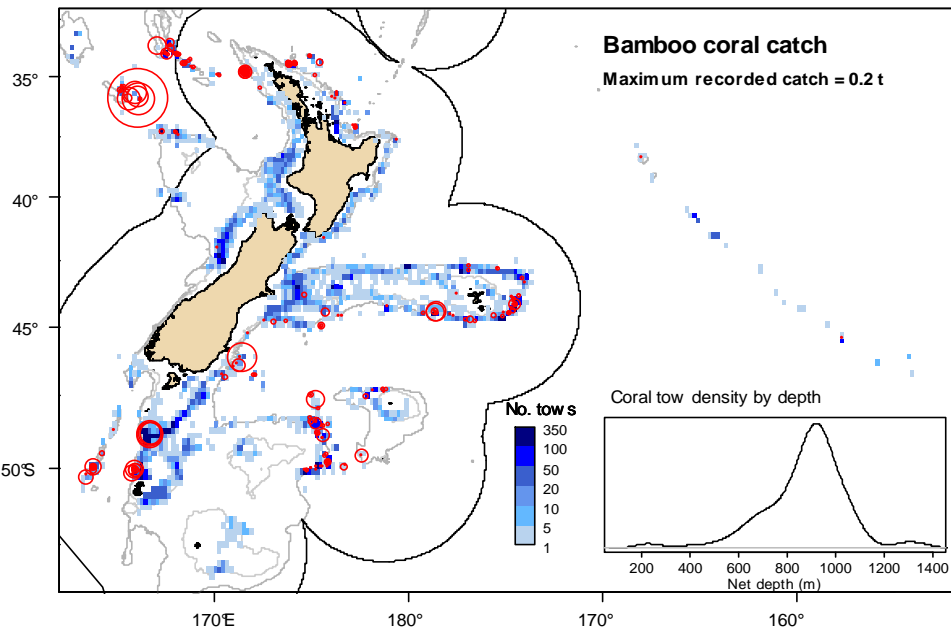 Bamboo coral catch
Maximum recorded catch = 0.2 t
35°
40°
45°
50°S
No. tows
350
100
50
20
10
5
1
Coral tow density by depth
200 400 600 800 1000 1200 1400
Net depth (m)
170°E 180° 170° 160°